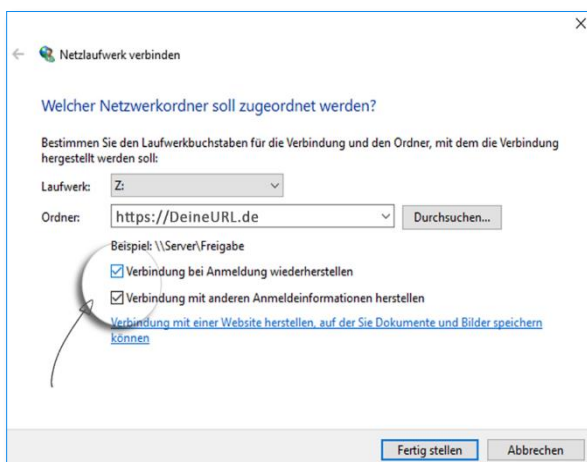 Netzlaufwerk verbinden
Welcher Netzwerkordner soll zugeordnet werden?
Bestimmen Sie den Laufwerkbuchstaben für die Verbindung und den Ordner, mit dem die Verbindung
hergestellt werden soll:
Laufwerk: Z:
Ordner: https://DeineURL.de Durchsuchen...
Beispiel: \\Server\Freigabe
Verbindung bei Anmeldung wiederherstellen
Verbindung mit anderen Anmeldeinformationen herstellen
Verbindung mit einer Website herstellen, auf der Sie Dokumente und Bilder speichern
können
Fertig stellen Abbrechen